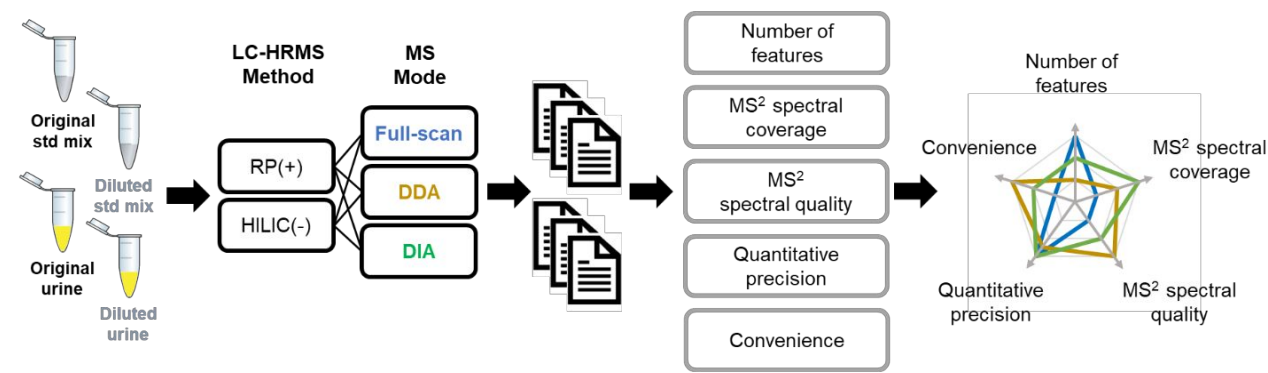 Original
std mix
Diluted
std mix
Original
urine
Diluted
urine
LC-HRMS
Method
RP(+)
HILIC(-)
MS
Mode
Full-scan
DDA
DIA
Number of
features
MS² spectral
coverage
MS²
spectral quality
Quantitative
precision
Convenience
Number of
features
Convenience
MS² spectral
coverage
Quantitative
precision
MS² spectral
quality